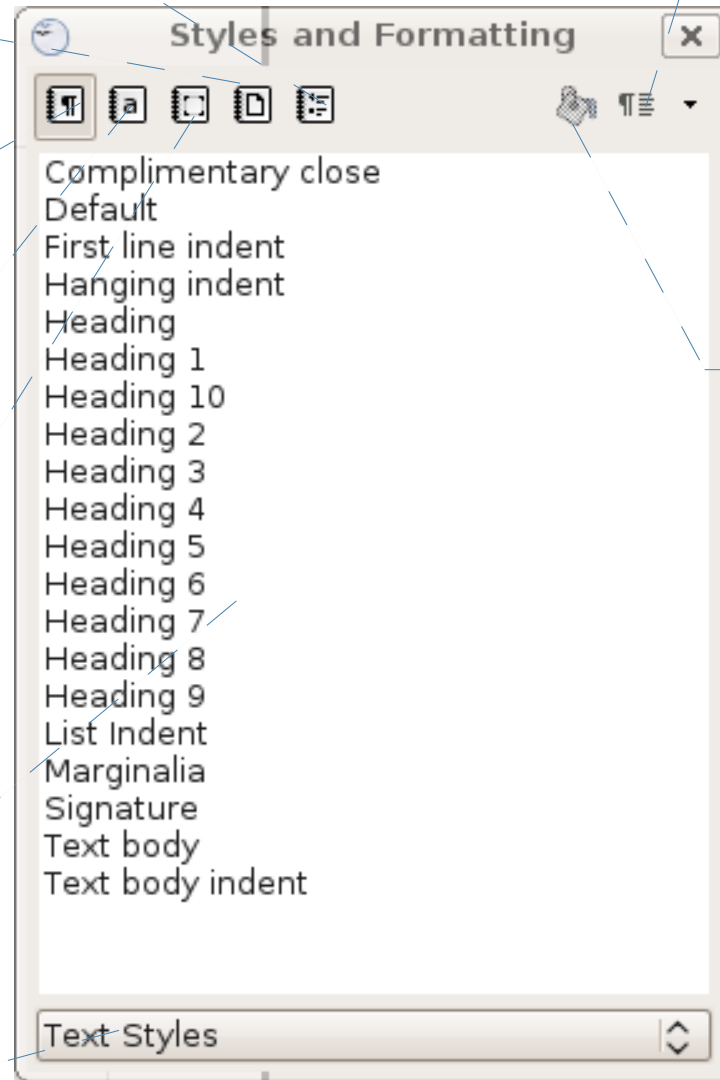 Styles and Formatting
Complimentary close
Default
First line indent
Hanging indent
Heading
Heading 1
Heading 10
Heading 2
Heading 3
Heading 4
Heading 5
Heading 6
Heading 7
Heading 8
Heading 9
List Indent
Marginalia
Signature
Text body
Text body indent
Text Styles